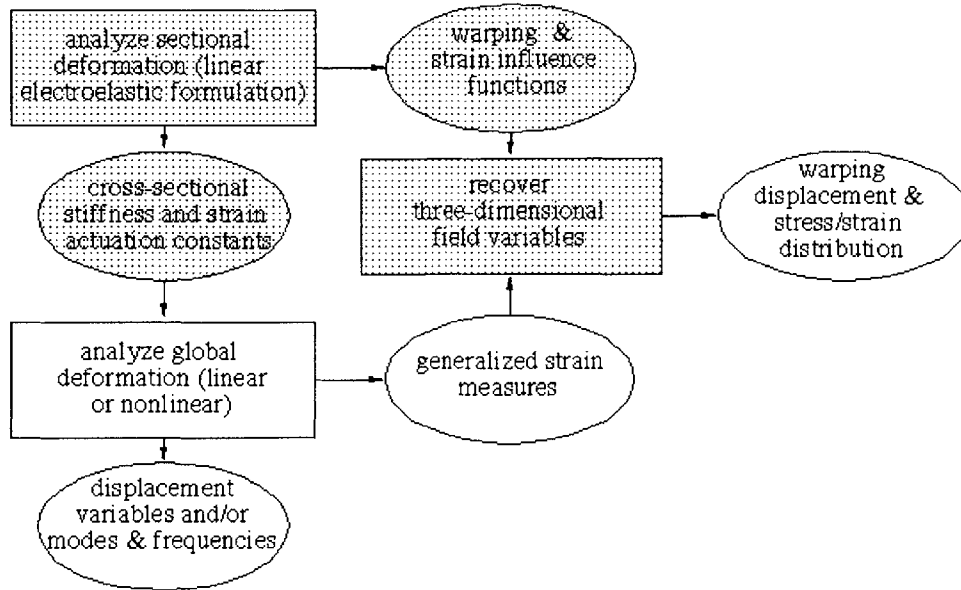 analyze sectional
deformation (linear
electroelastic formulation)
warping &
strain influence
functions
cross-sectional
stiffness and strain
actuation constants
recover
three-dimensional
field variables
warping
displacement &
stress/strain
distribution
analyze global
deformation (linear
or nonlinear)
generalized strain
measures
displacement
variables and/or
modes & frequencies